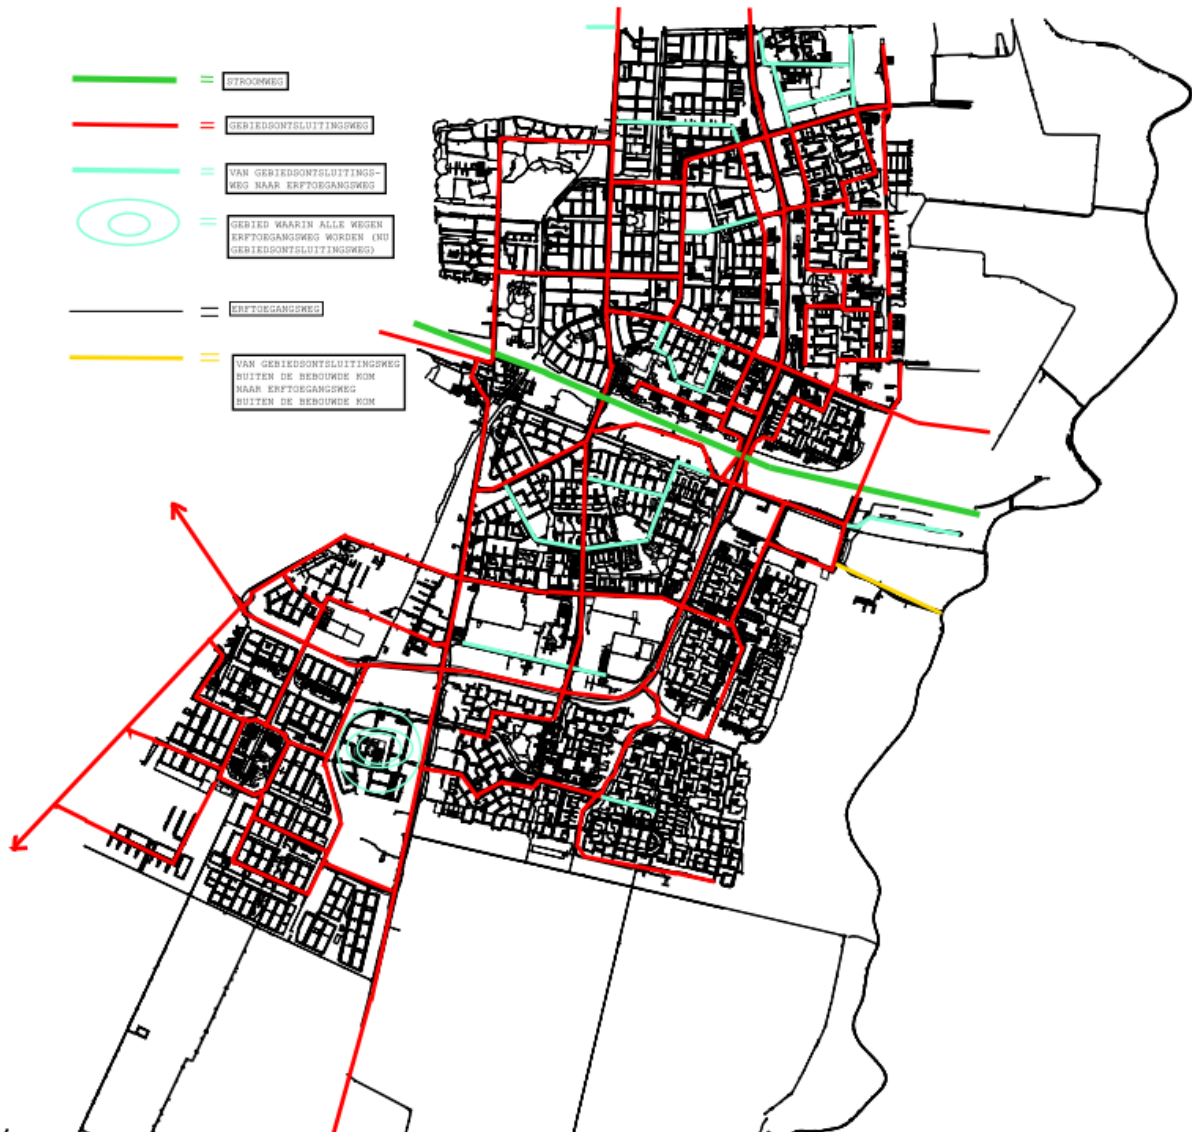 = STROOMWEG
= GEBIEDSONTSLUITINGSWEG
= VAN GEBIEDSONTSLUITINGS-
WEG NAAR ERFTOEGANGSWEG
= GEBIED WAARIN ALLE WEGEN
ERFTOEGANGSWEG WORDEN (NU
GEBIEDSONTSLUITINGSWEG)
= ERFTOEGANGSWEG
= VAN GEBIEDSONTSLUITINGSWEG
BUITEN DE BEBOUWDE KOM
NAAR ERFTOEGANGSWEG
BUITEN DE BEBOUWDE KOM